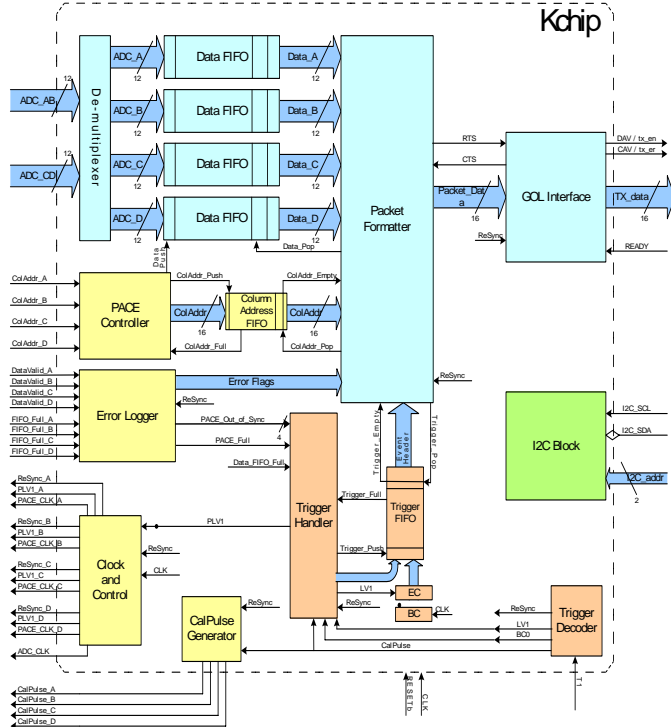 Kchip
ADC_AB
12
ADC_CD
12
De-multiplexer
ADC_A
12
ADC_B
12
ADC_C
12
ADC_D
12
Data FIFO
Data FIFO
Data FIFO
Data FIFO
Data_A
12
Data_B
12
Data_C
12
Data_D
12
Data_Push
Data_Pop
Packet
Formatter
RTS
CTS
Packet_Dat
a
16
GOL Interface
DAV / tx_en
CAV / tx_er
TX_data
16
ReSync
READY
ColAddr_A
ColAddr_B
ColAddr_C
ColAddr_D
PACE
Controller
ColAddr_Push
ColAddr
16
ColAddr_Full
Column
Address
FIFO
ColAddr_Empty
ColAddr
16
ColAddr_Pop
DataValid_A
DataValid_B
DataValid_C
DataValid_D
FIFO_Full_A
FIFO_Full_B
FIFO_Full_C
FIFO_Full_D
Error Logger
Error Flags
ReSync
ReSync
PACE_Out_of_Sync
4
PACE_Full
Data_FIFO_Full
Trigger_Empty
Event
Header
Trigger_Pop
I2C Block
I2C_SCL
I2C_SDA
I2C_addr
2
Trigger
Handler
Trigger_Full
Trigger
FIFO
Trigger_Push
PLV1
LV1
EC
BC
CLK
ReSync
ReSync_A
PLV1_A
PACE_CLK_A
ReSync_B
PLV1_B
PACE_CLK_B
ReSync_C
PLV1_C
PACE_CLK_C
ReSync_D
PLV1_D
PACE_CLK_D
ADC_CLK
Clock
and
Control
ReSync
CLK
CalPulse
Generator
ReSync
CalPulse
ReSync
LV1
BC0
Trigger
Decoder
T1
RESETb
CLK
CalPulse_A
CalPulse_B
CalPulse_C
CalPulse_D